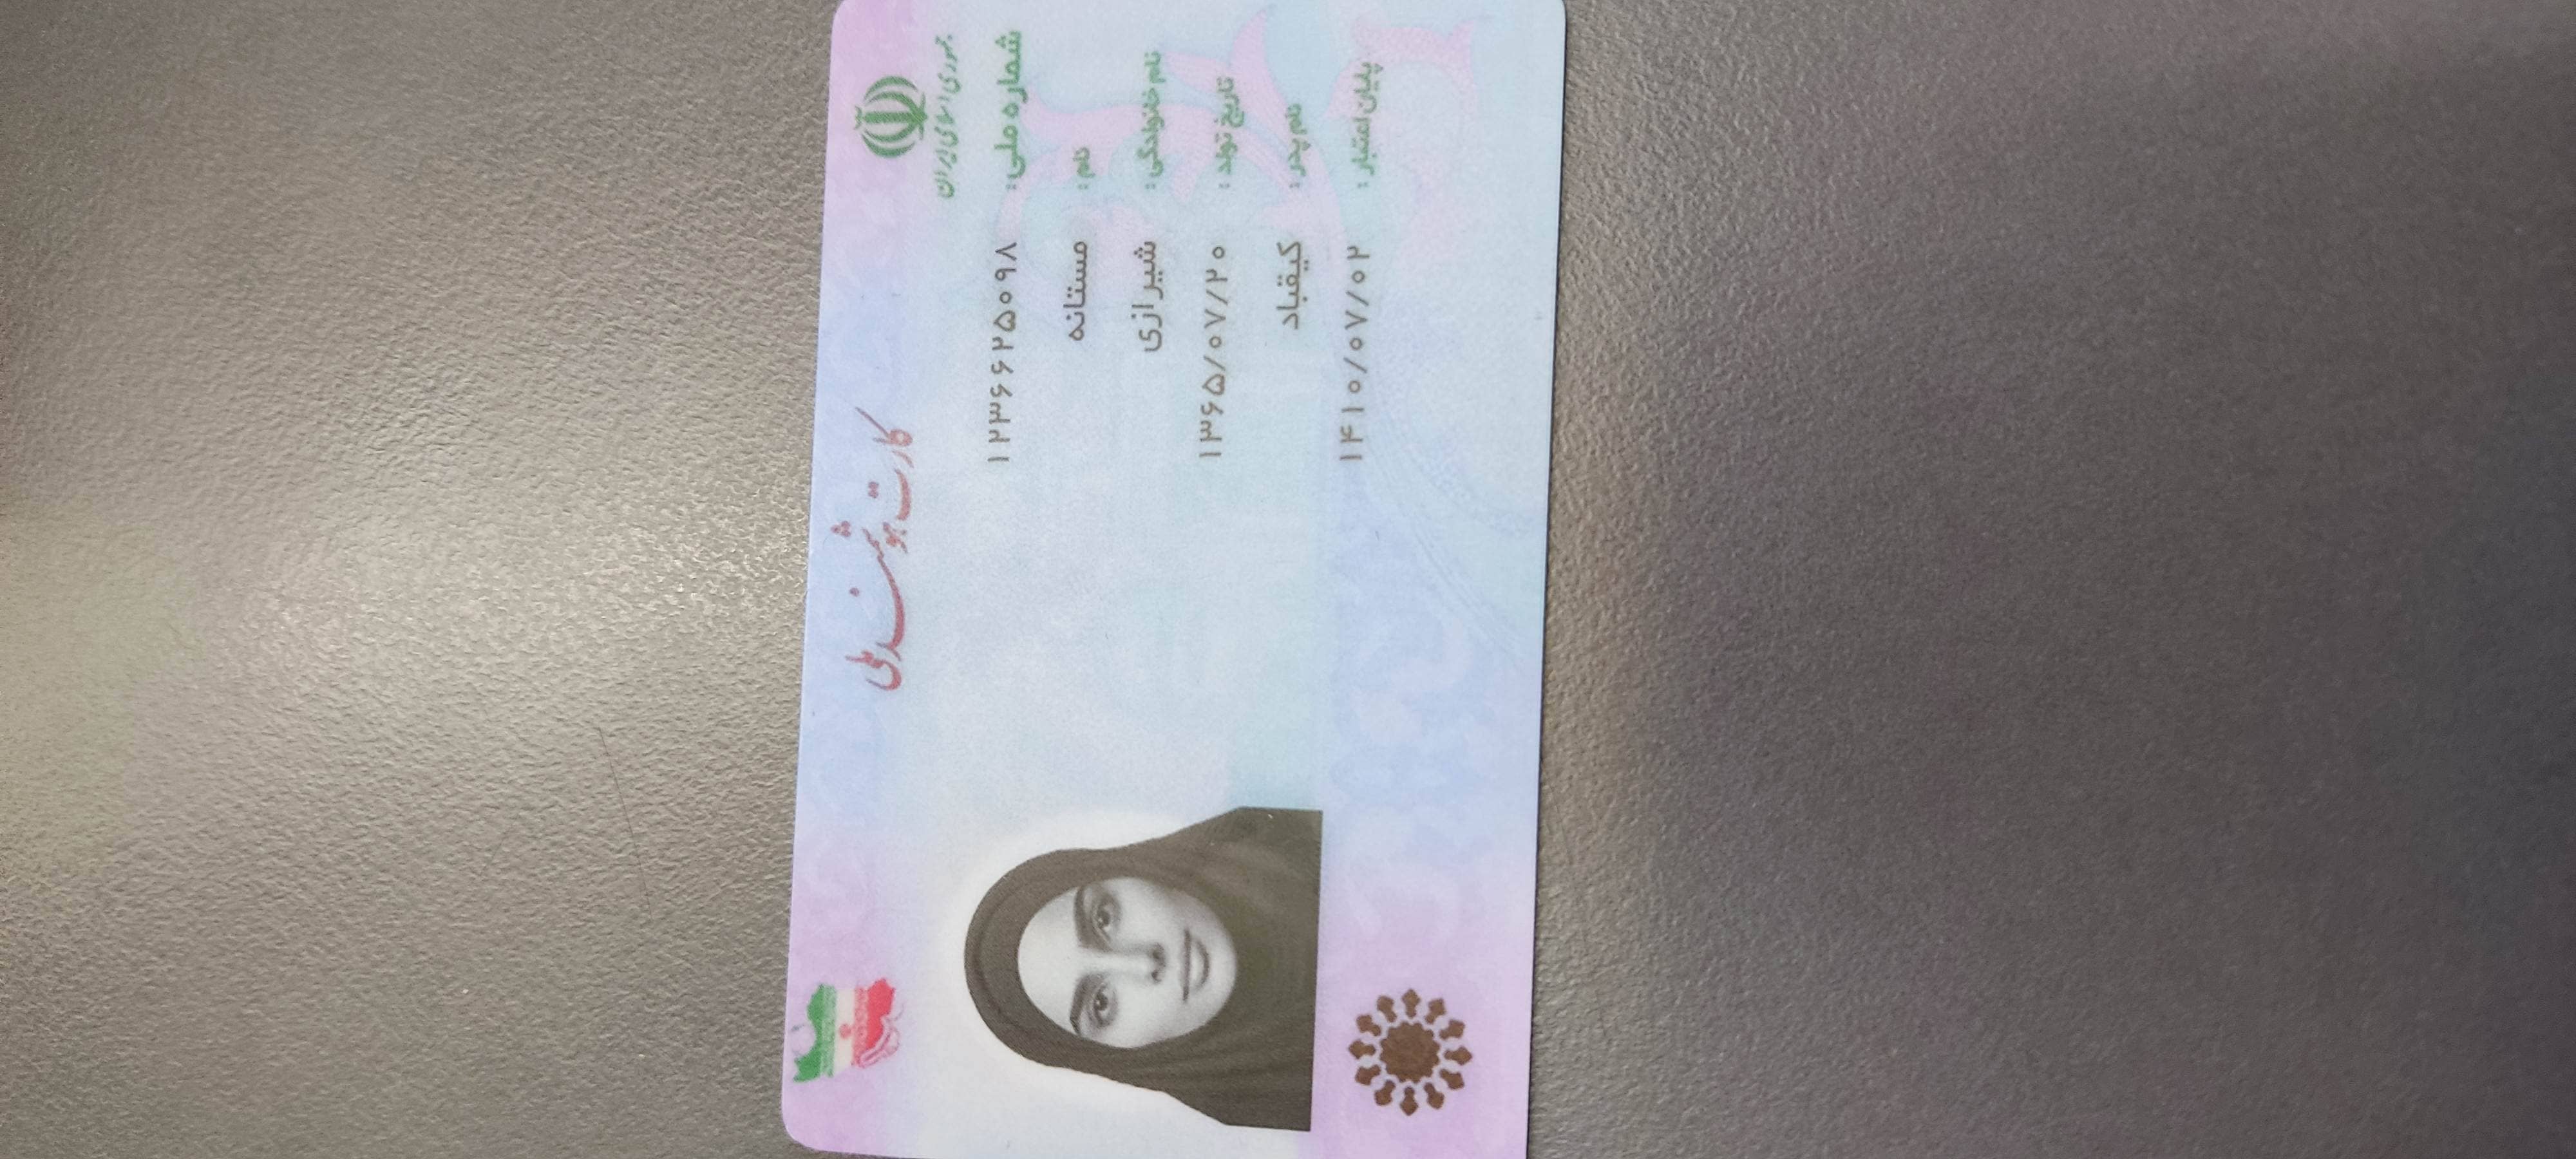 جمهوری اسلامی ایران
کارت هوشمند ملی
شماره ملی: ۱۲۳۶۶۲۵۰۹۸
نام: مستانه
نام خانوادگی: شیرازی
تاریخ تولد: ۱۳۶۵/۰۷/۲۰
نام پدر: کیقباد
پایان اعتبار: ۱۴۱۰/۰۷/۰۲